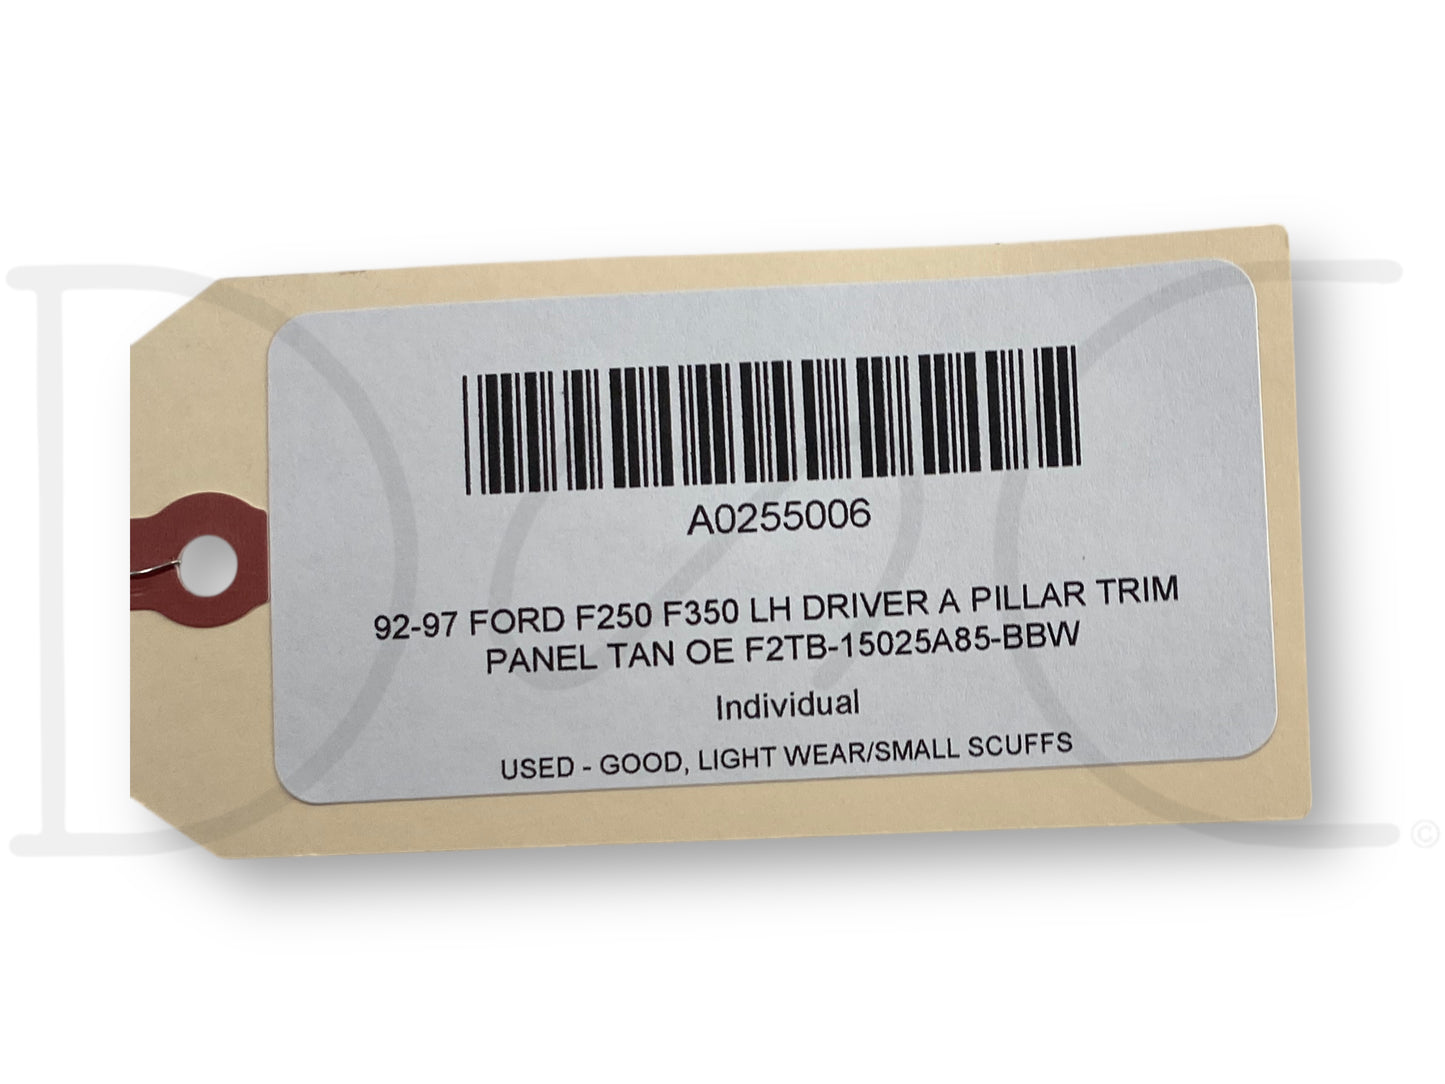 A0255006
92-97 FORD F250 F350 LH DRIVER A PILLAR TRIM
PANEL TAN OE F2TB-15025A85-BBW
Individual
USED - GOOD, LIGHT WEAR/SMALL SCUFFS
D2C
©